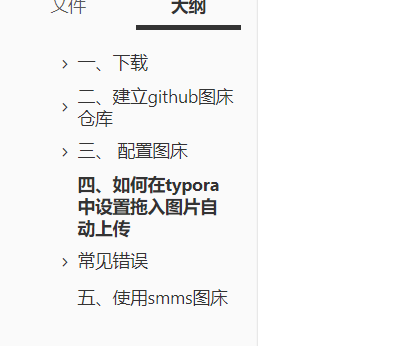 文件 大纲
一、下载
二、建立github图床
仓库
三、 配置图床
四、如何在typora
中设置拖入图片自
动上传
常见错误
五、使用smms图床